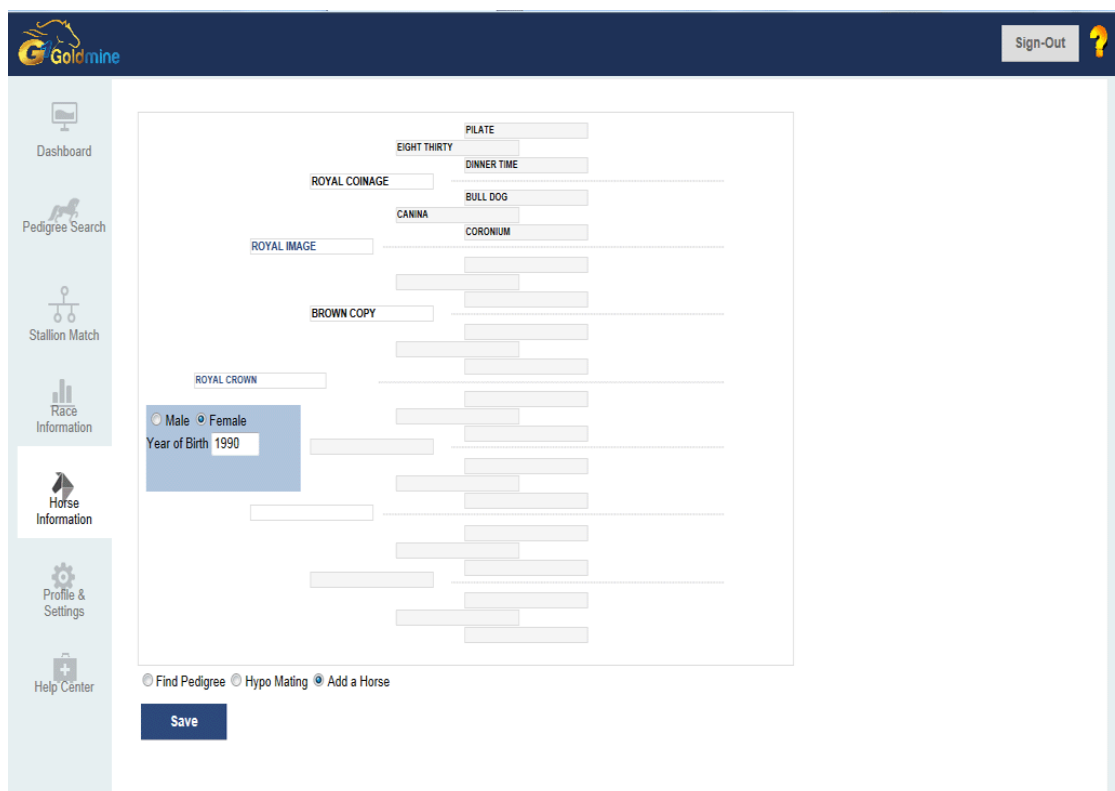 G1 Goldmine
Sign-Out
?
Dashboard
Pedigree Search
Stallion Match
Race
Information
Horse
Information
Profile &
Settings
Help Center
PILATE
EIGHT THIRTY
DINNER TIME
ROYAL COINAGE
BULL DOG
CANINA
CORONIUM
ROYAL IMAGE
BROWN COPY
ROYAL CROWN
Male Female
Year of Birth 1990
Find Pedigree Hypo Mating Add a Horse
Save